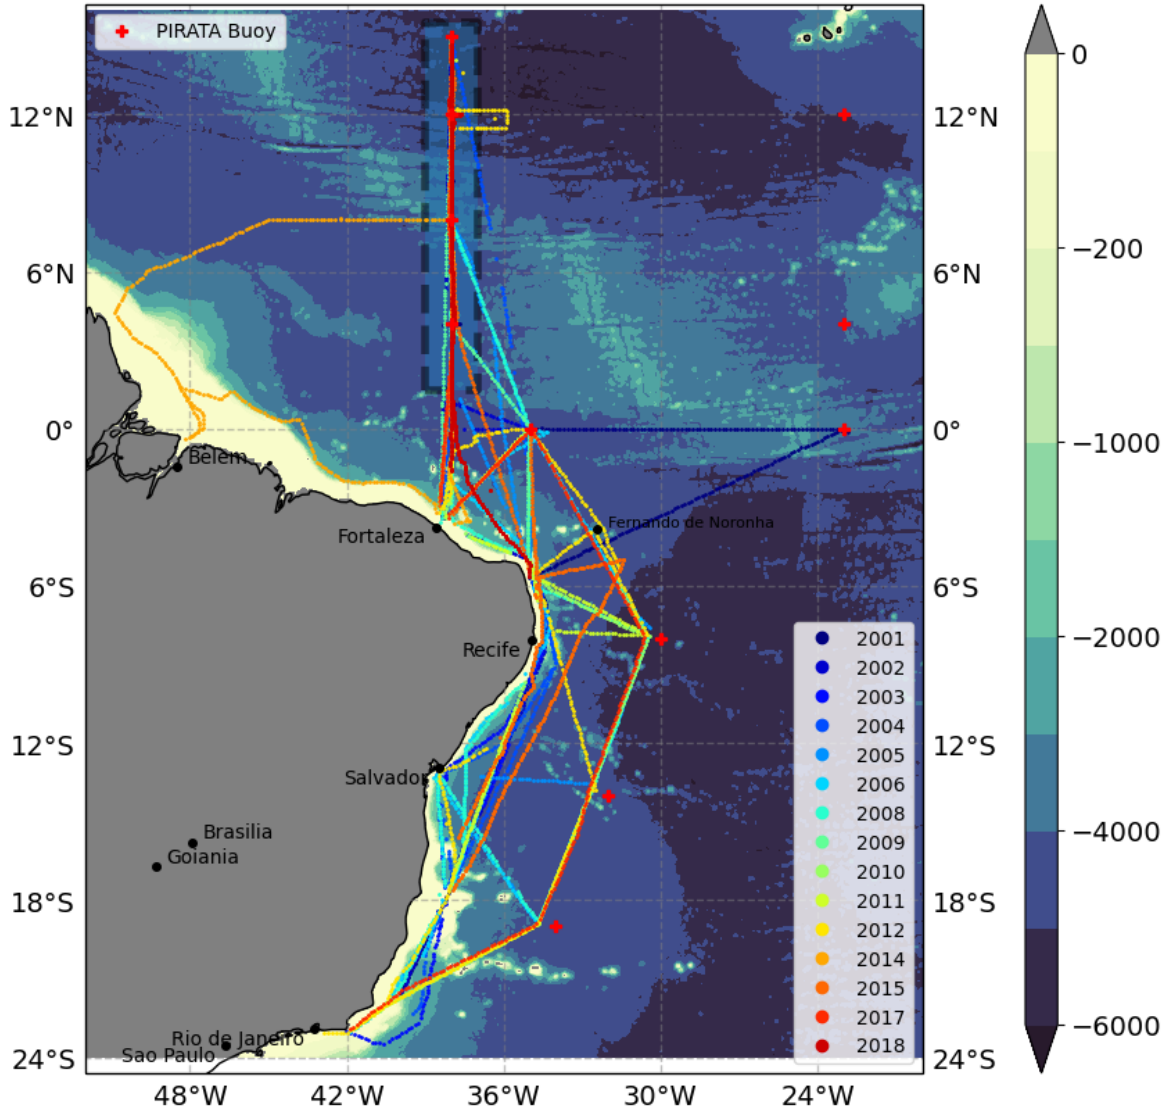 PIRATA Buoy
12°N
12°N
6°N
6°N
0°
0°
Belem
Fortaleza
Fernando de Noronha
6°S
6°S
Recife
12°S
12°S
Salvador
Brasilia
Goiania
18°S
18°S
Rio de Janeiro
Sao Paulo
24°S
24°S
48°W
42°W
36°W
30°W
24°W
2001
2002
2003
2004
2005
2006
2008
2009
2010
2011
2012
2014
2015
2017
2018
0
−200
−1000
−2000
−4000
−6000